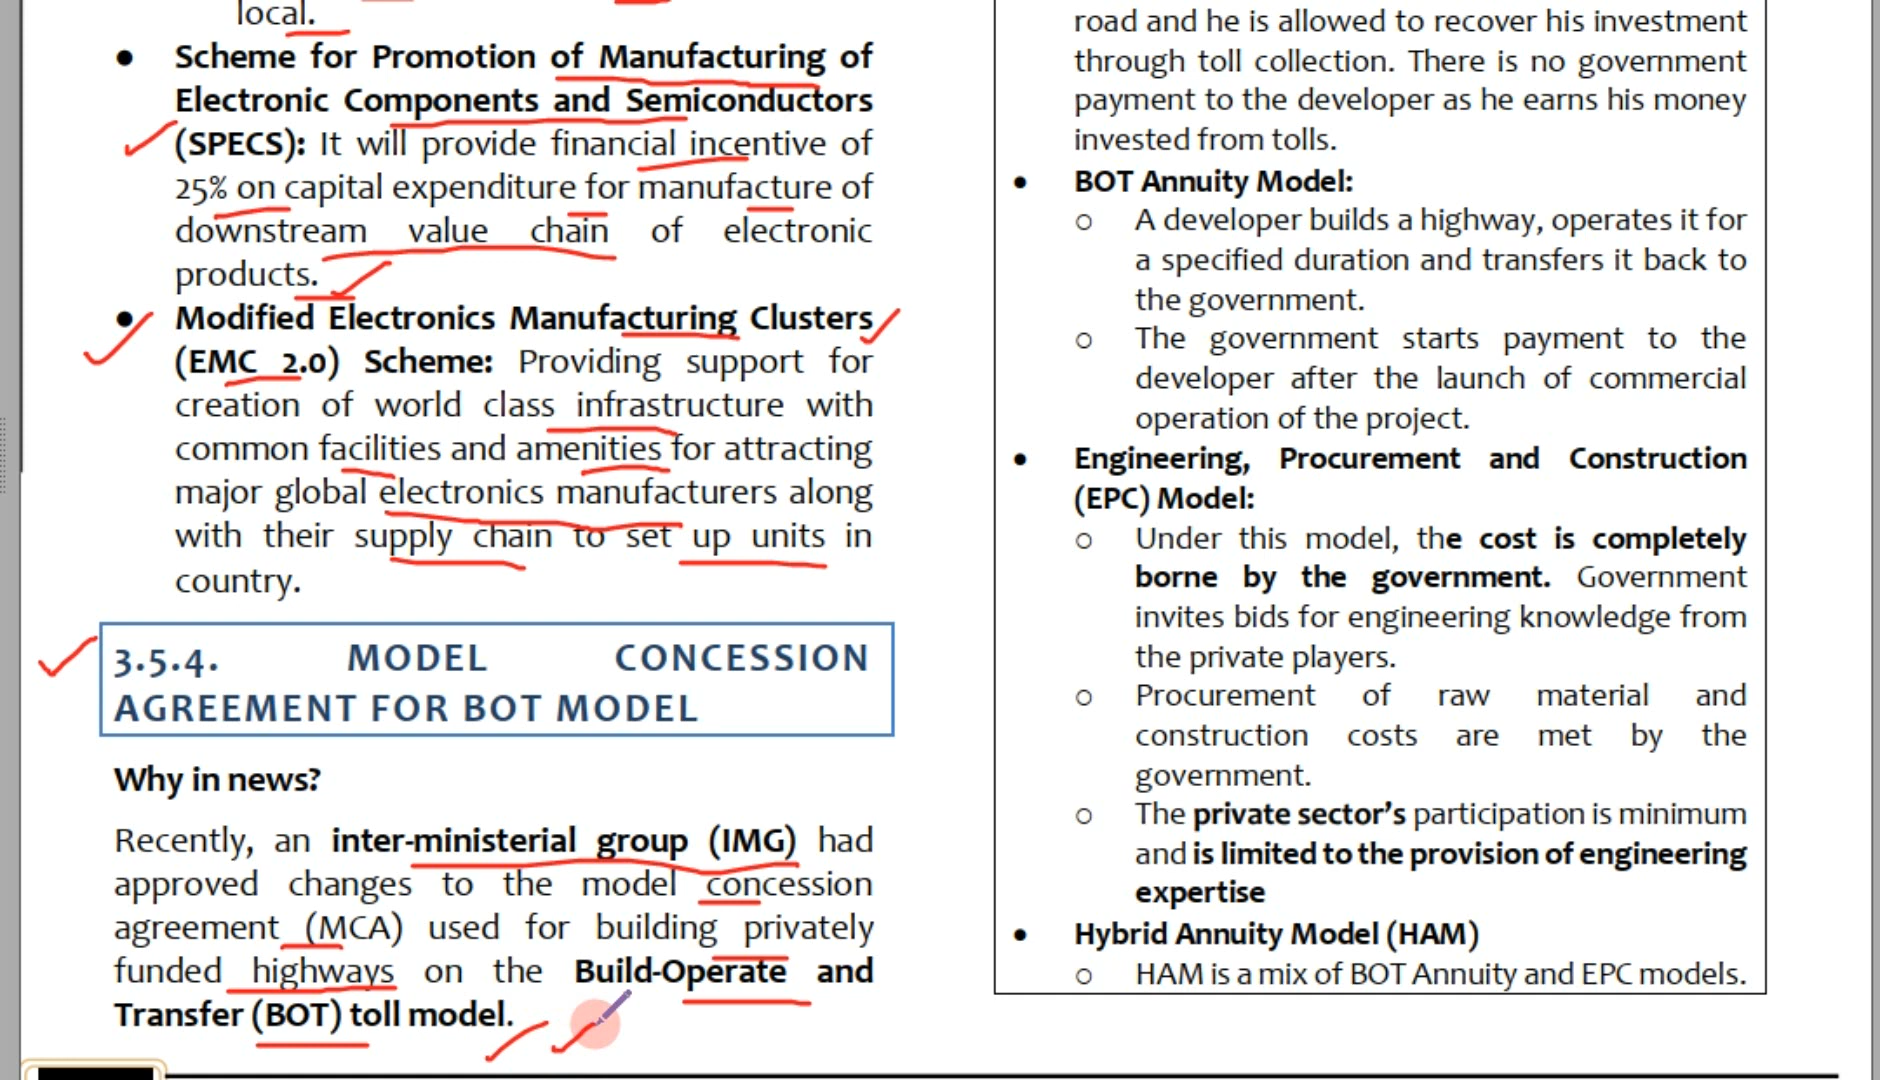 local.
● Scheme for Promotion of Manufacturing of
Electronic Components and Semiconductors
(SPECS): It will provide financial incentive of
25% on capital expenditure for manufacture of
downstream value chain of electronic
products.
● Modified Electronics Manufacturing Clusters
(EMC 2.0) Scheme: Providing support for
creation of world class infrastructure with
common facilities and amenities for attracting
major global electronics manufacturers along
with their supply chain to set up units in
country.
3.5.4. MODEL CONCESSION
AGREEMENT FOR BOT MODEL
Why in news?
Recently, an inter-ministerial group (IMG) had
approved changes to the model concession
agreement (MCA) used for building privately
funded highways on the Build-Operate and
Transfer (BOT) toll model.
road and he is allowed to recover his investment
through toll collection. There is no government
payment to the developer as he earns his money
invested from tolls.
● BOT Annuity Model:
○ A developer builds a highway, operates it for
a specified duration and transfers it back to
the government.
○ The government starts payment to the
developer after the launch of commercial
operation of the project.
● Engineering, Procurement and Construction
(EPC) Model:
○ Under this model, the cost is completely
borne by the government. Government
invites bids for engineering knowledge from
the private players.
○ Procurement of raw material and
construction costs are met by the
government.
○ The private sector's participation is minimum
and is limited to the provision of engineering
expertise
● Hybrid Annuity Model (HAM)
○ HAM is a mix of BOT Annuity and EPC models.